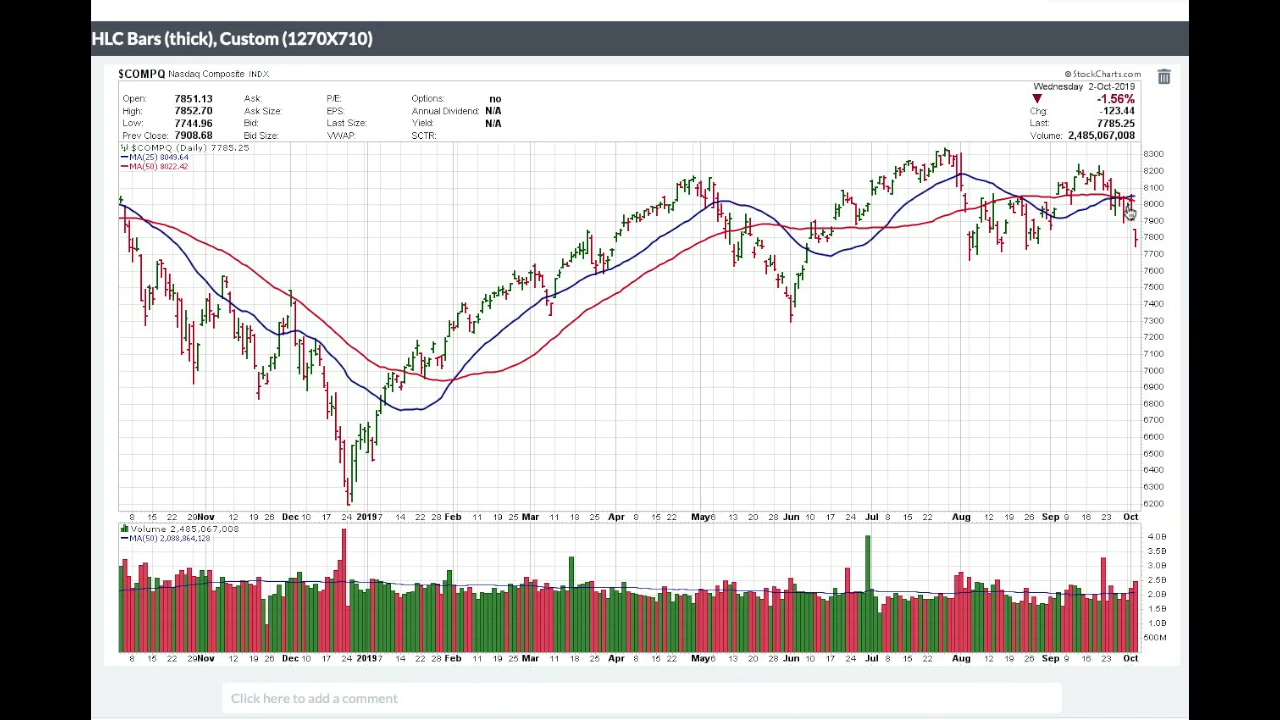 HLC Bars (thick), Custom (1270X710)
$COMPQ Nasdaq Composite INDX
© StockCharts.com
Wednesday 2-Oct-2019
Open: 7851.13 Ask: P/E: Options: no -1.56%
High: 7852.70 Ask Size: EPS: Annual Dividend: N/A Chg: -123.44
Low: 7744.96 Bid: Last Size: Yield: N/A Last: 7785.25
Prev Close: 7908.68 Bid Size: VWAP: SCTR: Volume: 2,485,067,008
$COMPQ (Daily) 7785.25
MA(25) 8049.64
MA(50) 8022.42
8300
8200
8100
8000
7900
7800
7700
7600
7500
7400
7300
7200
7100
7000
6900
6800
6700
6600
6500
6400
6300
6200
8 15 22 29 Nov 12 19 26 Dec 10 17 24 2019 7 14 22 28 Feb 11 19 25 Mar 11 18 25 Apr 8 15 22 May 6 13 20 28 Jun 10 17 24 Jul 8 15 22 Aug 12 19 26 Sep 9 16 23 Oct
Volume 2,485,067,008
MA(50) 2,088,864,128
4.0B
3.5B
3.0B
2.5B
2.0B
1.5B
1.0B
500M
8 15 22 29 Nov 12 19 26 Dec 10 17 24 2019 7 14 22 28 Feb 11 19 25 Mar 11 18 25 Apr 8 15 22 May 6 13 20 28 Jun 10 17 24 Jul 8 15 22 Aug 12 19 26 Sep 9 16 23 Oct
Click here to add a comment